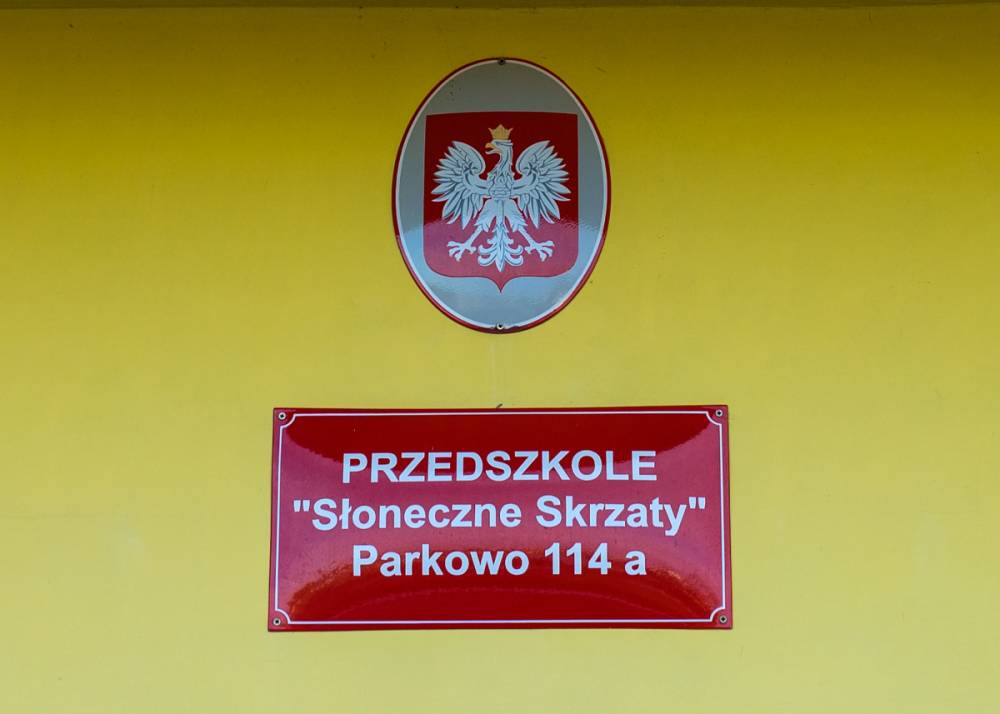 PRZEDSZKOLE
"Słoneczne Skrzaty"
Parkowo 114 a